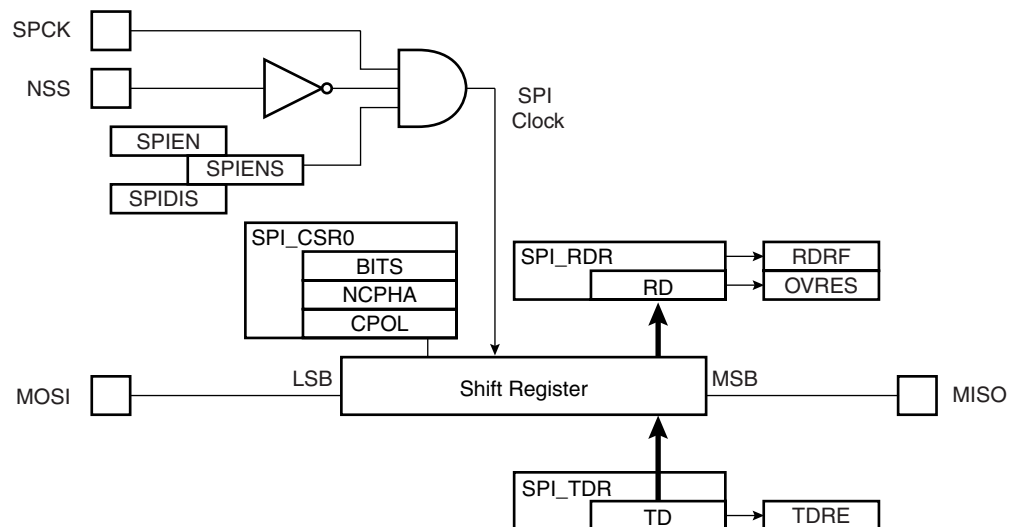 SPCK
NSS
SPI
Clock
SPIEN
SPIENS
SPIDIS
SPI_CSR0
BITS
NCPHA
CPOL
SPI_RDR
RD
RDRF
OVRES
MOSI
LSB
Shift Register
MSB
MISO
SPI_TDR
TD
TDRE